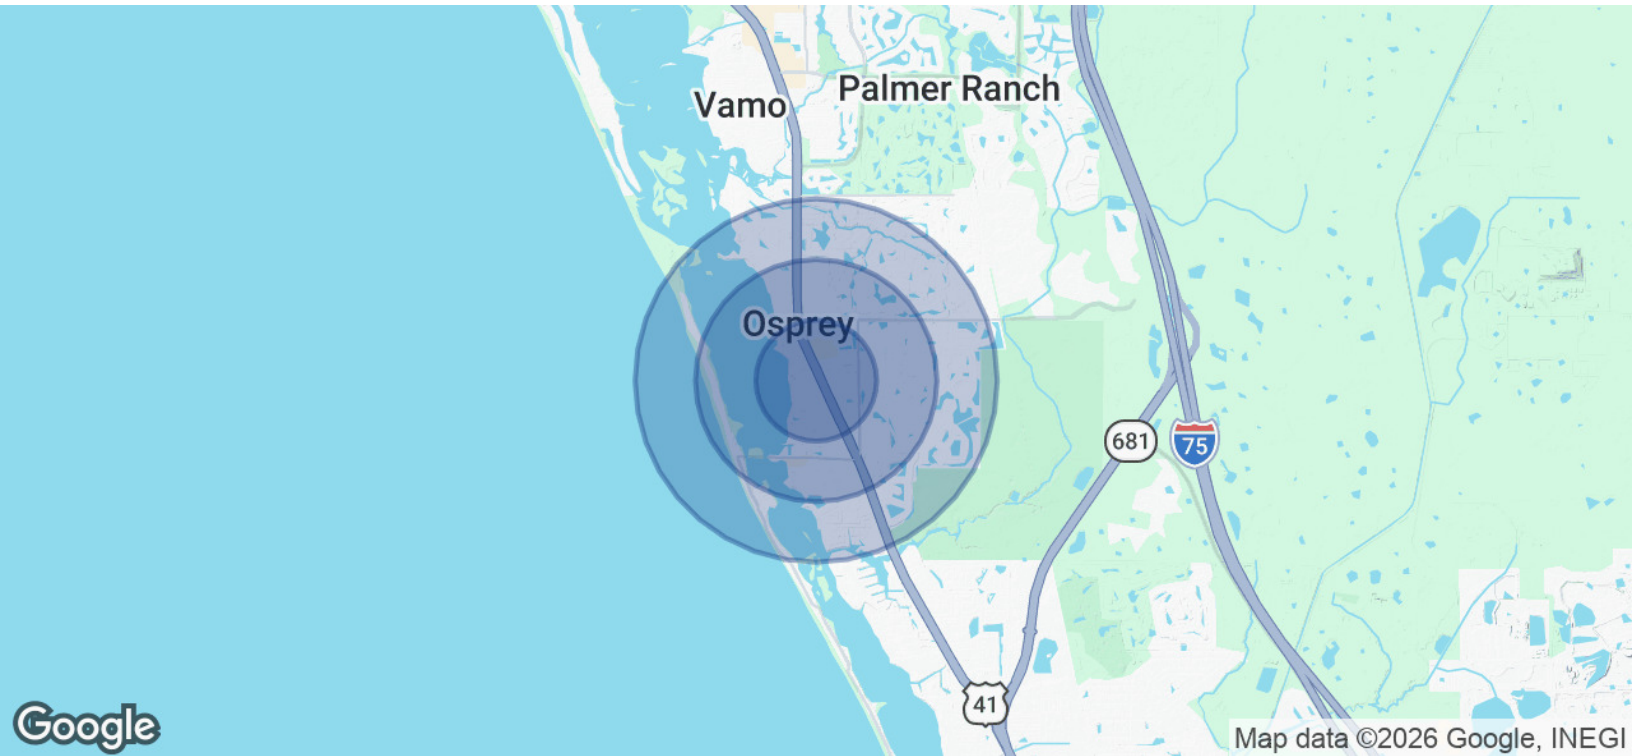 Palmer Ranch
Vamo
Osprey
681
75
41
Google
Map data ©2026 Google, INEGI